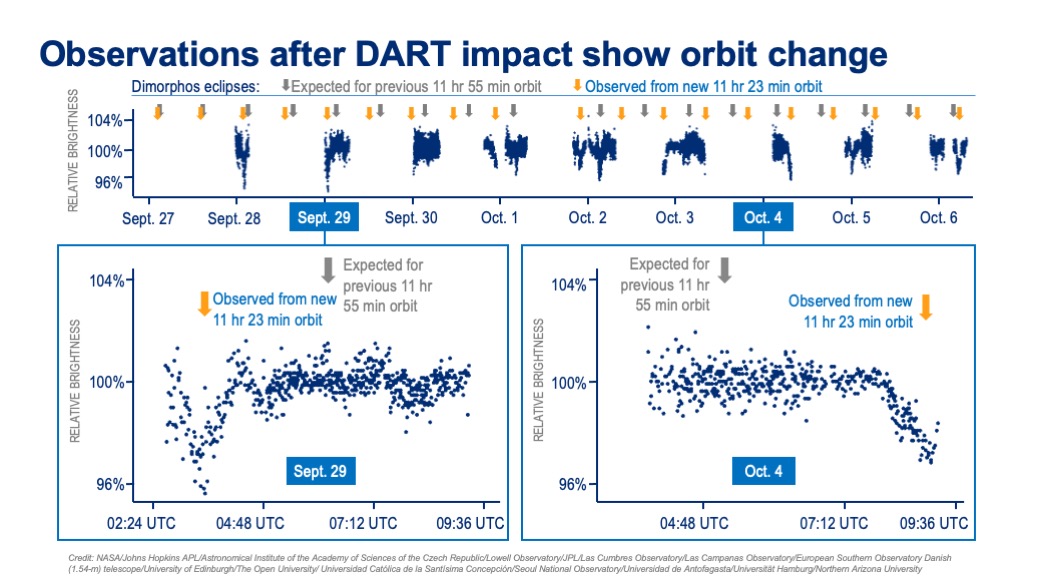 Observations after DART impact show orbit change
Dimorphos eclipses: Expected for previous 11 hr 55 min orbit Observed from new 11 hr 23 min orbit
RELATIVE BRIGHTNESS
104%
100%
96%
Sept. 27 Sept. 28 Sept. 29 Sept. 30 Oct. 1 Oct. 2 Oct. 3 Oct. 4 Oct. 5 Oct. 6
RELATIVE BRIGHTNESS
104%
100%
96%
Expected for
previous 11 hr
55 min orbit
Observed from new
11 hr 23 min orbit
Sept. 29
02:24 UTC 04:48 UTC 07:12 UTC 09:36 UTC
RELATIVE BRIGHTNESS
104%
100%
96%
Expected for
previous 11 hr
55 min orbit
Observed from new
11 hr 23 min orbit
Oct. 4
04:48 UTC 07:12 UTC 09:36 UTC
Credit: NASA/Johns Hopkins APL/Astronomical Institute of the Academy of Sciences of the Czech Republic/Lowell Observatory/JPL/Las Cumbres Observatory/Las Campanas Observatory/European Southern Observatory Danish
(1.54-m) telescope/University of Edinburgh/The Open University/ Universidad Católica de la Santísima Concepción/Seoul National Observatory/Universidad de Antofagasta/Universität Hamburg/Northern Arizona University